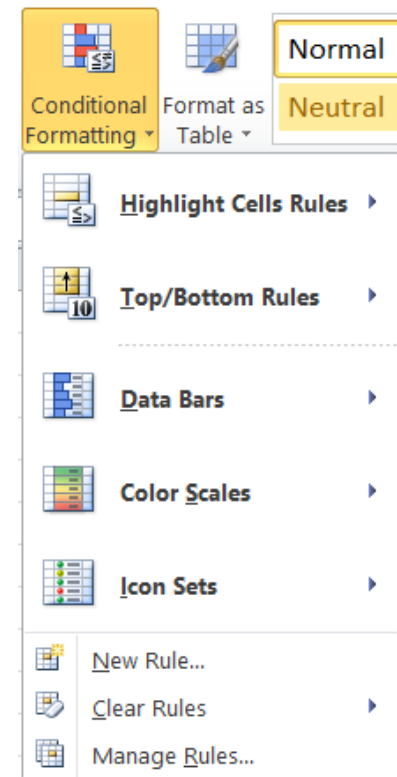 Conditional
Formatting
Format as
Table
Normal
Neutral
Highlight Cells Rules
10
Top/Bottom Rules
Data Bars
Color Scales
Icon Sets
New Rule...
Clear Rules
Manage Rules...